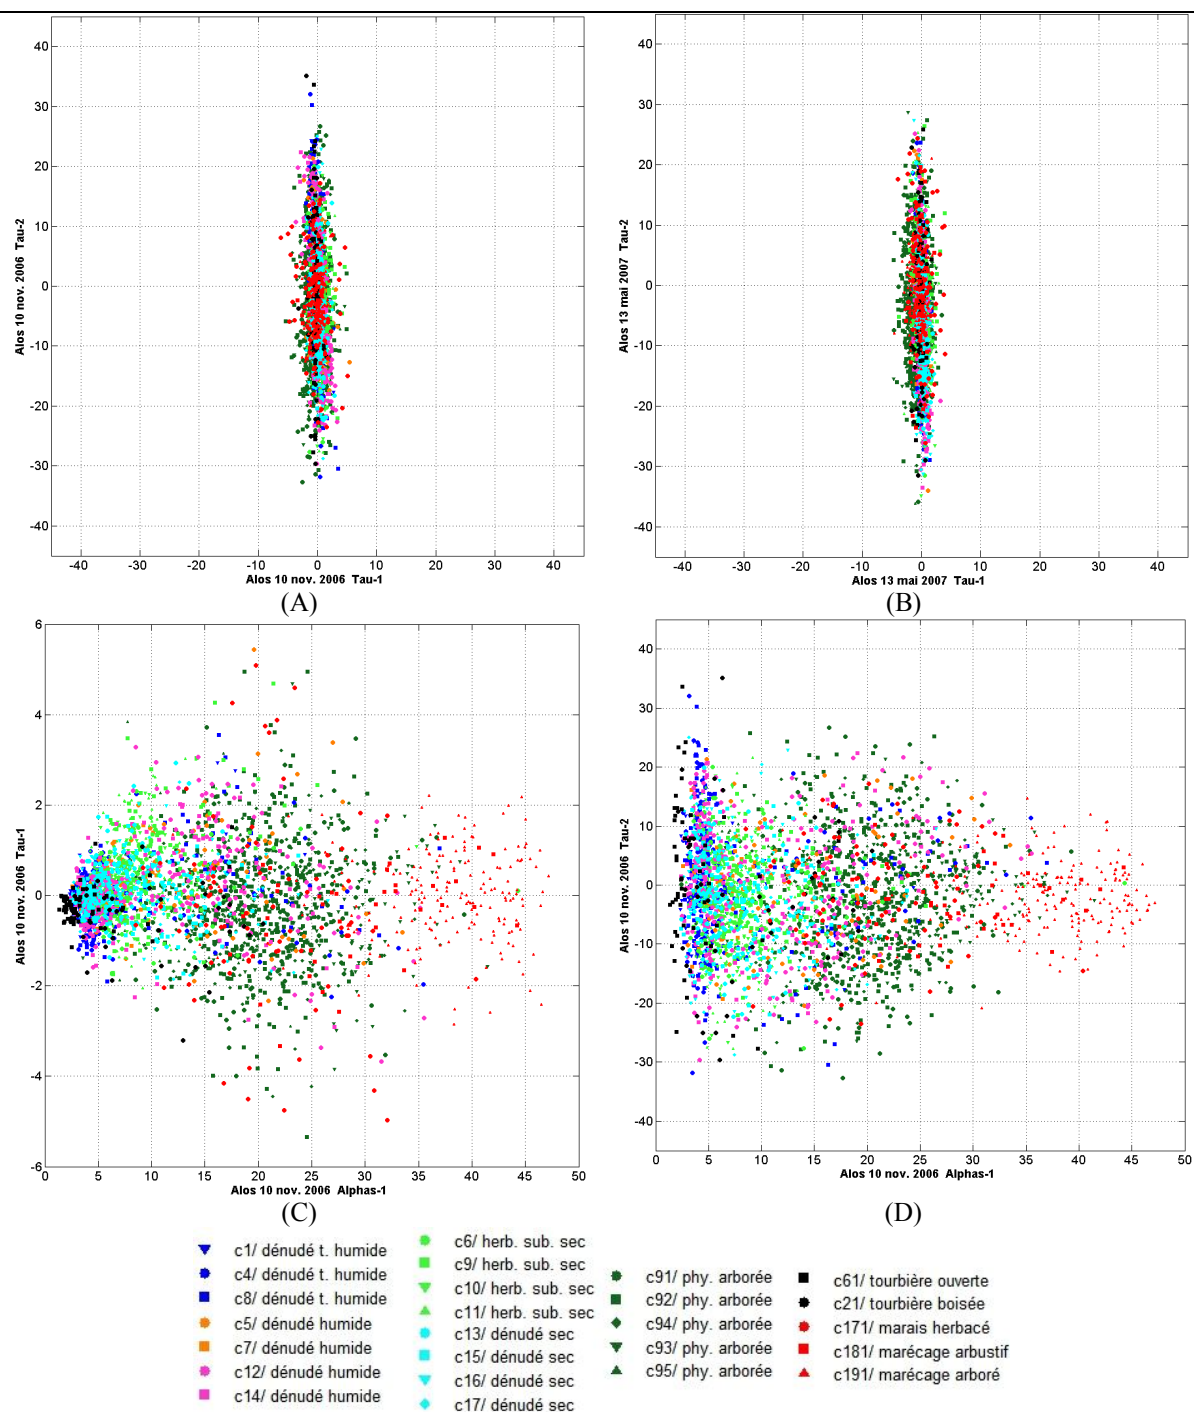 40
30
20
10
0
-10
-20
-30
-40
Alos 10 nov. 2006 Tau-2
-40 -30 -20 -10 0 10 20 30 40
Alos 10 nov. 2006 Tau-1
(A)
40
30
20
10
0
-10
-20
-30
-40
Alos 13 mai 2007 Tau-2
-40 -30 -20 -10 0 10 20 30 40
Alos 13 mai 2007 Tau-1
(B)
6
4
2
0
-2
-4
-6
Alos 10 nov. 2006 Tau-1
0 5 10 15 20 25 30 35 40 45 50
Alos 10 nov. 2006 Alphas-1
(C)
40
30
20
10
0
-10
-20
-30
-40
Alos 10 nov. 2006 Tau-2
0 5 10 15 20 25 30 35 40 45 50
Alos 10 nov. 2006 Alphas-1
(D)
c1/ dénudé t. humide
c4/ dénudé t. humide
c8/ dénudé t. humide
c5/ dénudé humide
c7/ dénudé humide
c12/ dénudé humide
c14/ dénudé humide
c6/ herb. sub. sec
c9/ herb. sub. sec
c10/ herb. sub. sec
c11/ herb. sub. sec
c13/ dénudé sec
c15/ dénudé sec
c16/ dénudé sec
c17/ dénudé sec
c91/ phy. arborée
c92/ phy. arborée
c94/ phy. arborée
c93/ phy. arborée
c95/ phy. arborée
c61/ tourbière ouverte
c21/ tourbière boisée
c171/ marais herbacé
c181/ marécage arbustif
c191/ marécage arboré